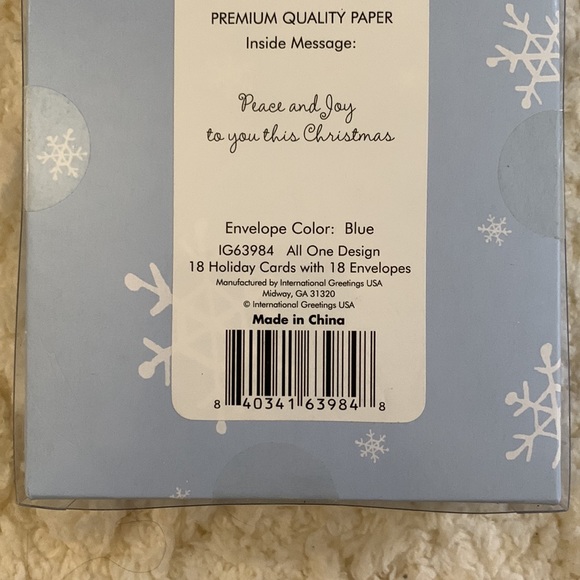 PREMIUM QUALITY PAPER
Inside Message:
Peace and Joy
to you this Christmas
Envelope Color: Blue
IG63984 All One Design
18 Holiday Cards with 18 Envelopes
Manufactured by International Greetings USA
Midway, GA 31320
© International Greetings USA
Made in China
8 40341 63984 8